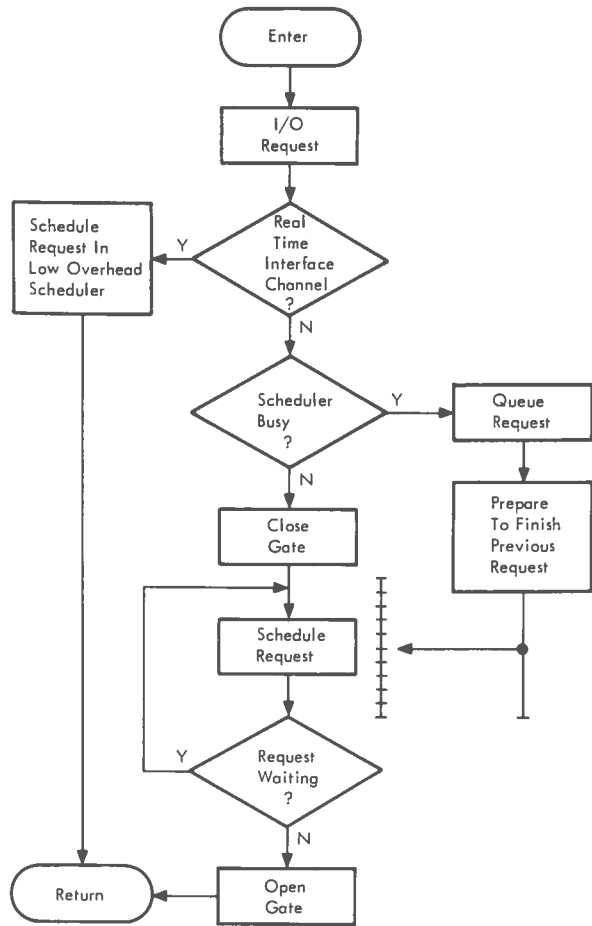 Enter
I/O
Request
Real
Time
Interface
Channel
?
Y
N
Schedule
Request In
Low Overhead
Scheduler
Scheduler
Busy
?
Y
N
Queue
Request
Prepare
To Finish
Previous
Request
Close
Gate
Schedule
Request
Request
Waiting
?
Y
N
Open
Gate
Return